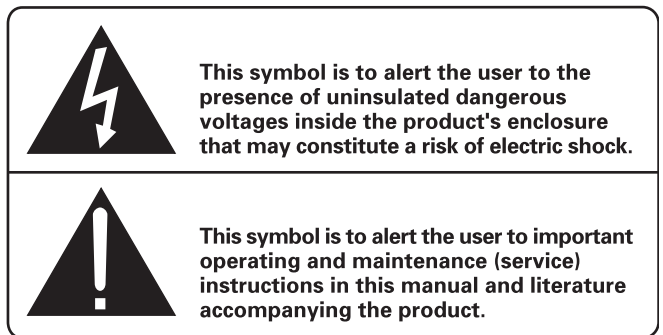 This symbol is to alert the user to the
presence of uninsulated dangerous
voltages inside the product's enclosure
that may constitute a risk of electric shock.
This symbol is to alert the user to important
operating and maintenance (service)
instructions in this manual and literature
accompanying the product.